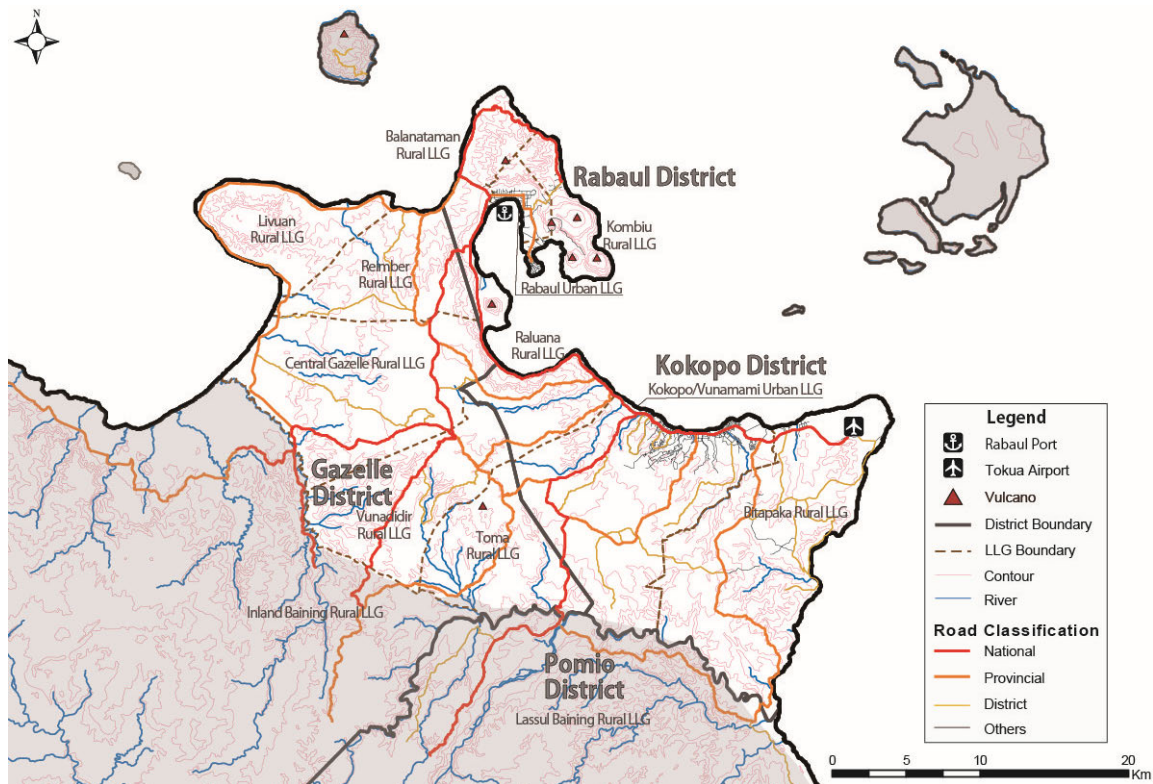 N
Balanataman
Rural LLG
Rabaul District
Livuan
Rural LLG
Kombiu
Rural LLG
Reimber
Rural LLG
Rabaul Urban LLG
Raluana
Rural LLG
Central Gazelle Rural LLG
Kokopo District
Kokopo/Vunamami Urban LLG
Gazelle
District
Vunadidir
Rural LLG
Toma
Rural LLG
Bitapaka Rural LLG
Inland Baining Rural LLG
Pomio
District
Lassul Baining Rural LLG
Legend
Rabaul Port
Tokua Airport
Vulcano
District Boundary
LLG Boundary
Contour
River
Road Classification
National
Provincial
District
Others
0 5 10 20
Km